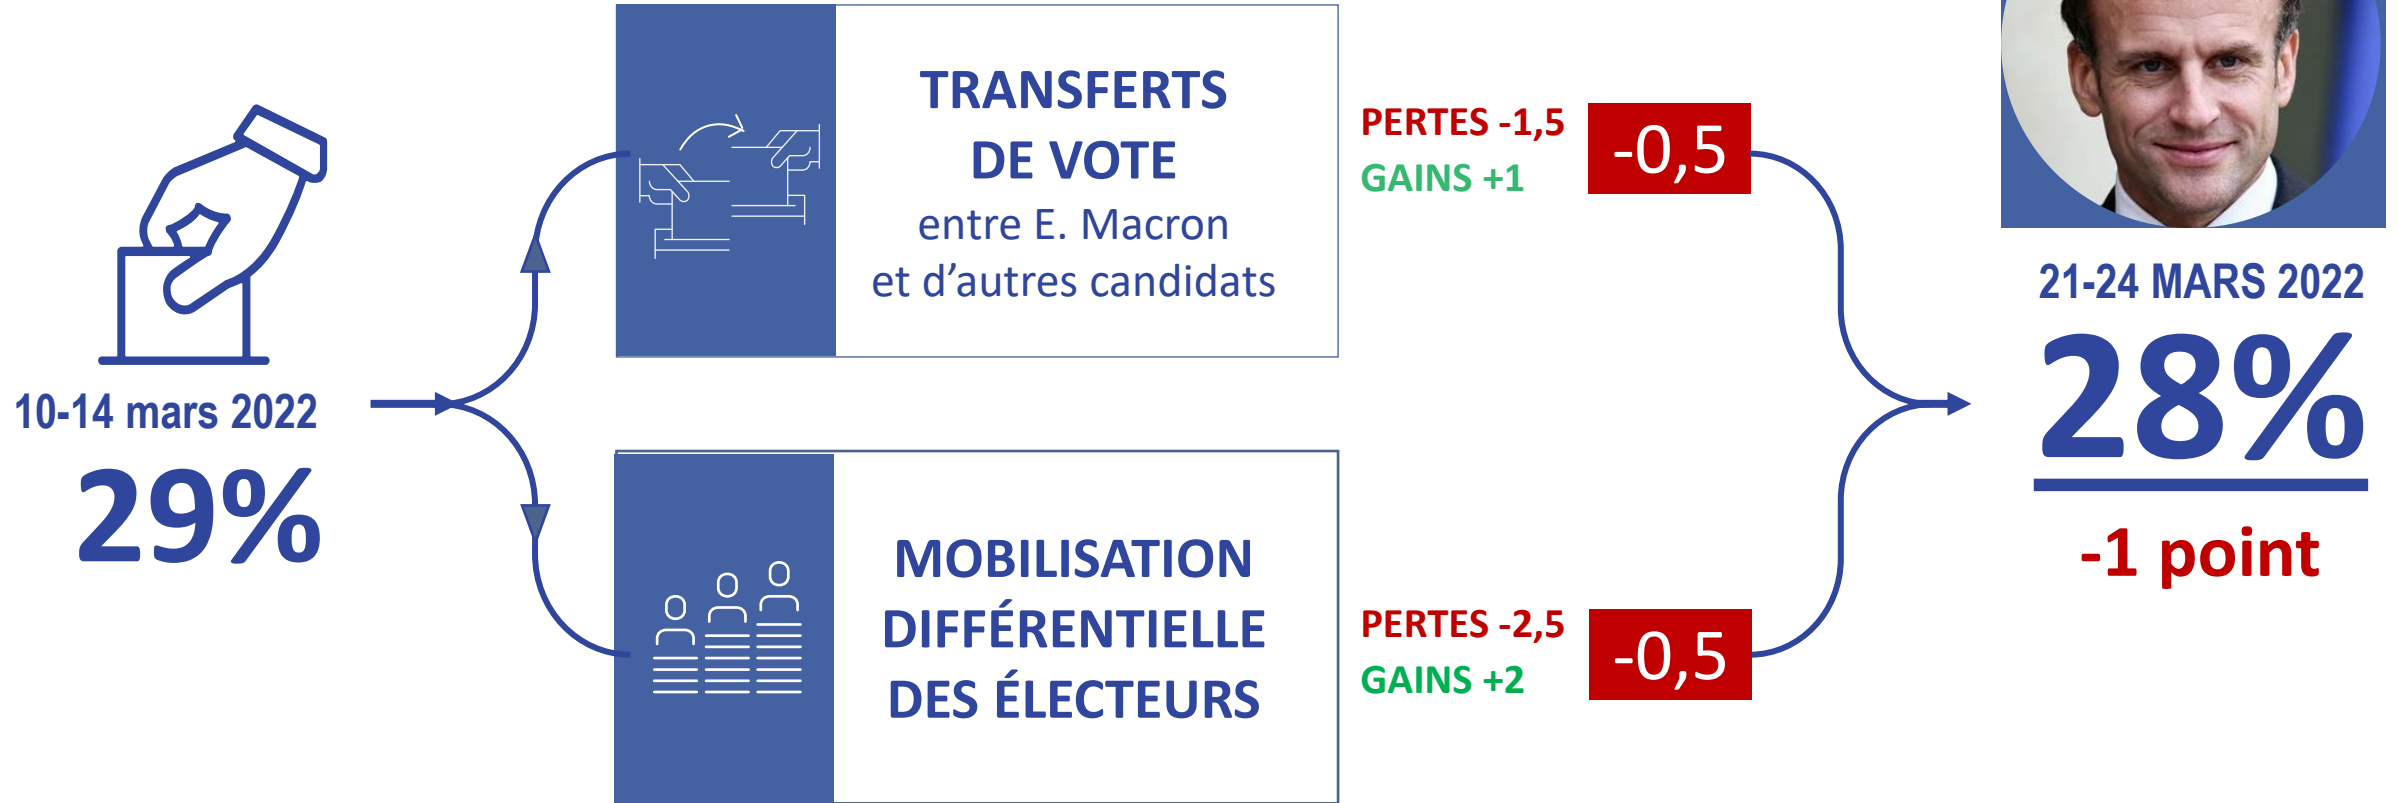 10-14 mars 2022
29%
TRANSFERTS
DE VOTE
entre E. Macron
et d’autres candidats
PERTES -1,5
GAINS +1
-0,5
MOBILISATION
DIFFÉRENTIELLE
DES ÉLECTEURS
PERTES -2,5
GAINS +2
-0,5
21-24 MARS 2022
28%
-1 point